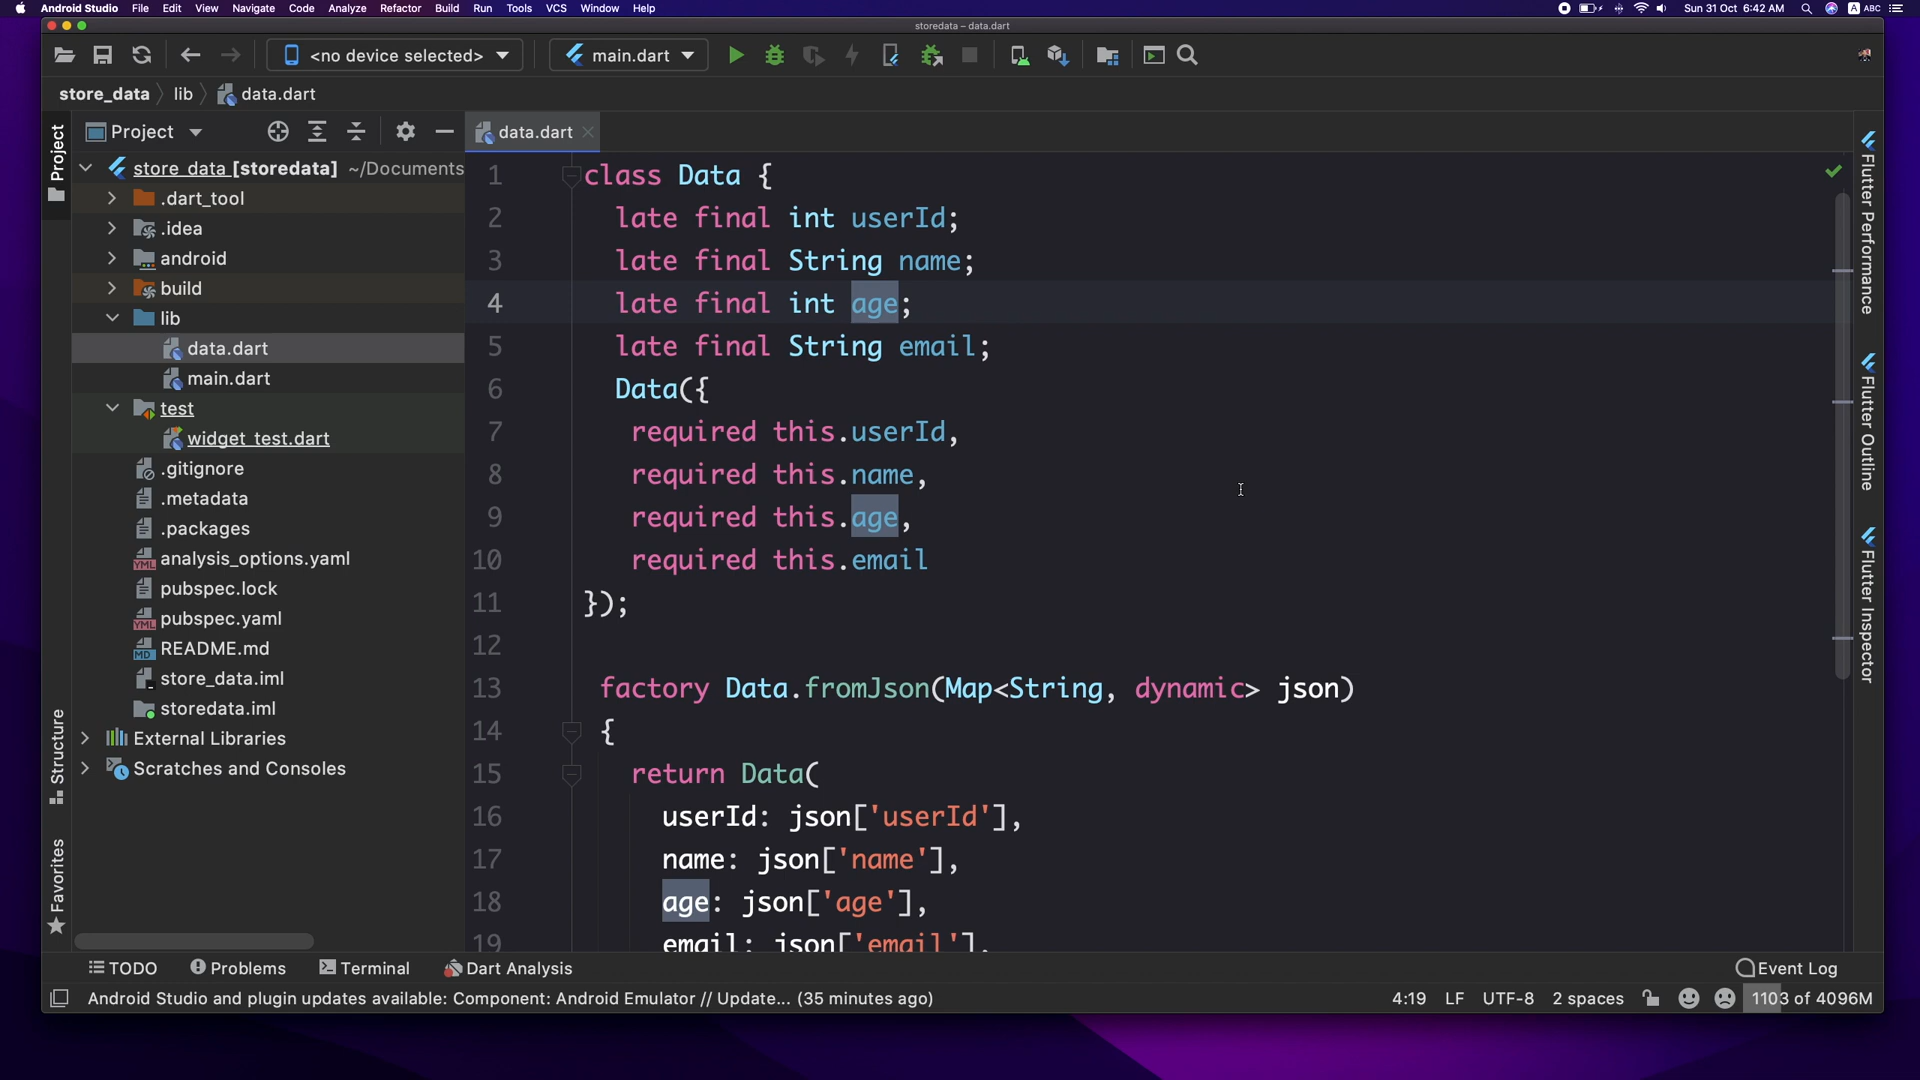 Android Studio File Edit View Navigate Code Analyze Refactor Build Run Tools VCS Window Help
Sun 31 Oct 6:42 AM A ABC
storedata – data.dart
<no device selected> main.dart
store_data lib data.dart
Project
data.dart
Project
store_data [storedata] ~/Documents
.dart_tool
.idea
android
build
lib
data.dart
main.dart
test
widget_test.dart
.gitignore
.metadata
.packages
analysis_options.yaml
pubspec.lock
pubspec.yaml
README.md
store_data.iml
storedata.iml
External Libraries
Scratches and Consoles
Structure
Favorites
1 class Data {
2 late final int userId;
3 late final String name;
4 late final int age;
5 late final String email;
6 Data({
7 required this.userId,
8 required this.name,
9 required this.age,
10 required this.email
11 });
12
13 factory Data.fromJson(Map<String, dynamic> json)
14 {
15 return Data(
16 userId: json['userId'],
17 name: json['name'],
18 age: json['age'],
19 email: json['email'],
Flutter Performance
Flutter Outline
Flutter Inspector
TODO Problems Terminal Dart Analysis Event Log
Android Studio and plugin updates available: Component: Android Emulator // Update... (35 minutes ago) 4:19 LF UTF-8 2 spaces 1103 of 4096M